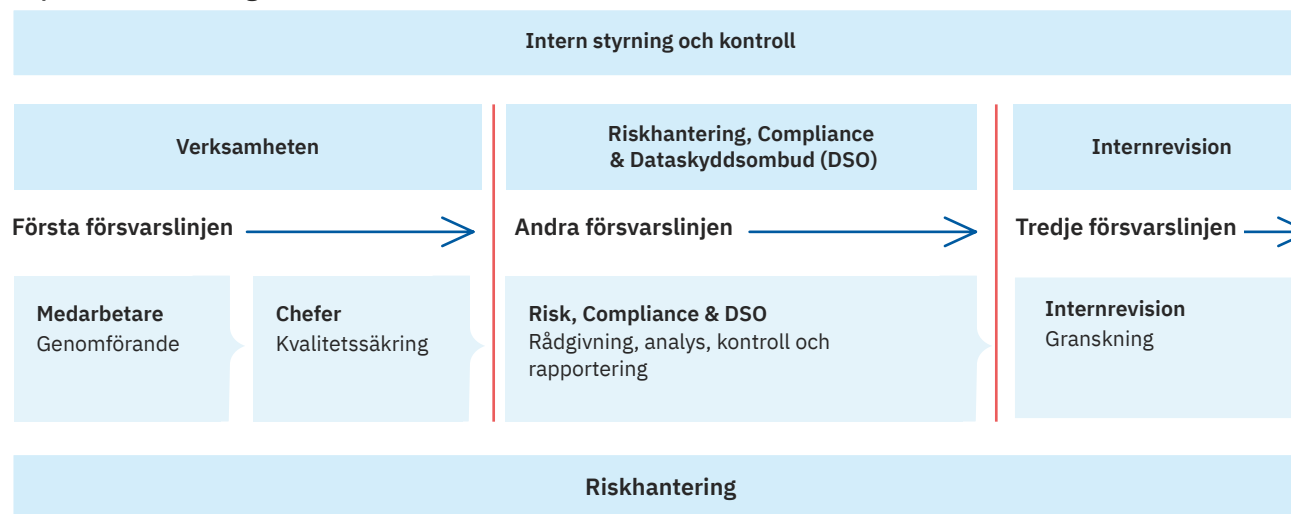 Intern styrning och kontroll
Verksamheten
Riskhantering, Compliance
& Dataskyddsombud (DSO)
Internrevision
Första försvarslinjen
Andra försvarslinjen
Tredje försvarslinjen
Medarbetare
Genomförande
Chefer
Kvalitetssäkring
Risk, Compliance & DSO
Rådgivning, analys, kontroll och
rapportering
Internrevision
Granskning
Riskhantering